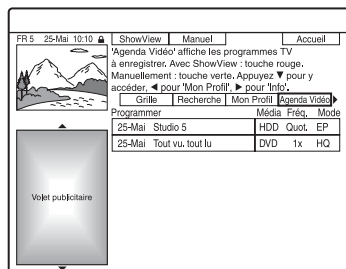 FR 5 25-Mai 10:10 ShowView Manuel Accueil
'Agenda Vidéo' affiche les programmes TV
à enregistrer. Avec ShowView : touche rouge.
Manuellement : touche verte. Appuyez ▼ pour y
accéder, ◀ pour 'Mon Profil', ▶ pour 'Info'.
Grille Recherche Mon Profil Agenda Vidéo
Programmer Média Fréq. Mode
25-Mai Studio 5 HDD Quot. EP
25-Mai Tout vu. tout lu DVD 1x HQ
Volet publicitaire